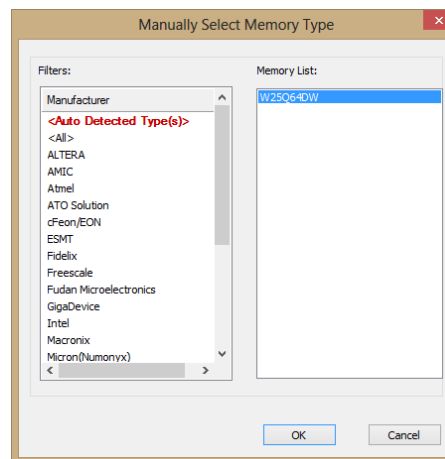 Manually Select Memory Type
Filters:
Manufacturer
<Auto Detected Type(s)>
<All>
ALTERA
AMIC
Atmel
ATO Solution
cFeon/EON
ESMT
Fidelix
Freescale
Fudan Microelectronics
GigaDevice
Intel
Macronix
Micron(Numonyx)
Memory List:
W25Q64DW
OK
Cancel